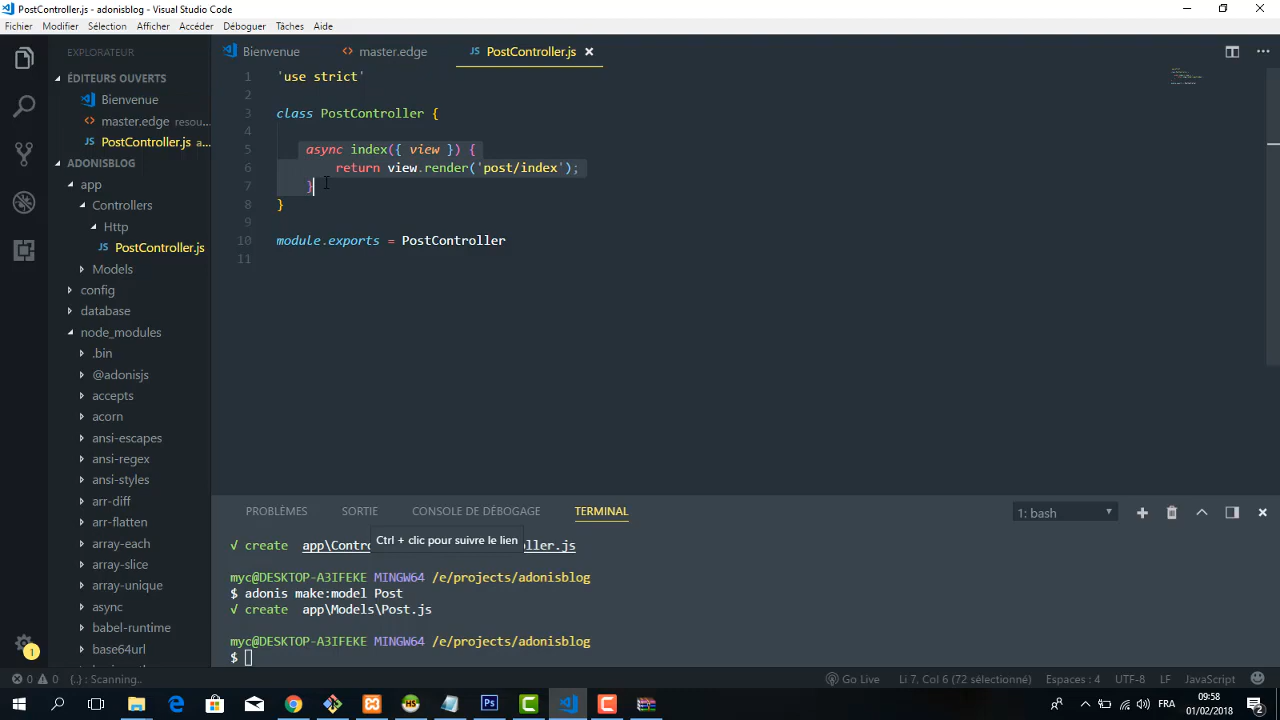 PostController.js - adonisblog - Visual Studio Code
Fichier Modifier Sélection Afficher Accéder Déboguer Tâches Aide
EXPLORATEUR
ÉDITEURS OUVERTS
Bienvenue
master.edge resou...
PostController.js a...
ADONISBLOG
app
Controllers
Http
PostController.js
Models
config
database
node_modules
.bin
@adonisjs
accepts
acorn
ansi-escapes
ansi-regex
ansi-styles
arr-diff
arr-flatten
array-each
array-slice
array-unique
async
babel-runtime
base64url
1
Bienvenue master.edge PostController.js
1 'use strict'
2
3 class PostController {
4
5 async index({ view }) {
6 return view.render('post/index');
7 }
8 }
9
10 module.exports = PostController
11
PROBLÈMES SORTIE CONSOLE DE DÉBOGAGE TERMINAL 1: bash
Ctrl + clic pour suivre le lien
√ create app\Contro ller.js
myc@DESKTOP-A3IFEKE MINGW64 /e/projects/adonisblog
$ adonis make:model Post
√ create app\Models\Post.js
myc@DESKTOP-A3IFEKE MINGW64 /e/projects/adonisblog
$
0 0 {..} : Scanning.. Go Live Li 7, Col 6 (72 sélectionné) Espaces : 4 UTF-8 LF JavaScript
HS Ps C C FRA 09:58
01/02/2018 2